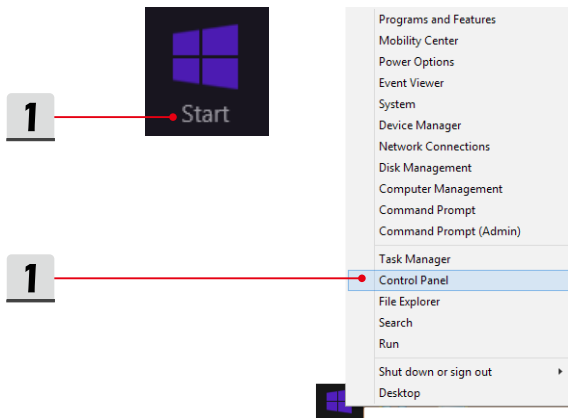 1
Start
1
Programs and Features
Mobility Center
Power Options
Event Viewer
System
Device Manager
Network Connections
Disk Management
Computer Management
Command Prompt
Command Prompt (Admin)
Task Manager
Control Panel
File Explorer
Search
Run
Shut down or sign out
Desktop